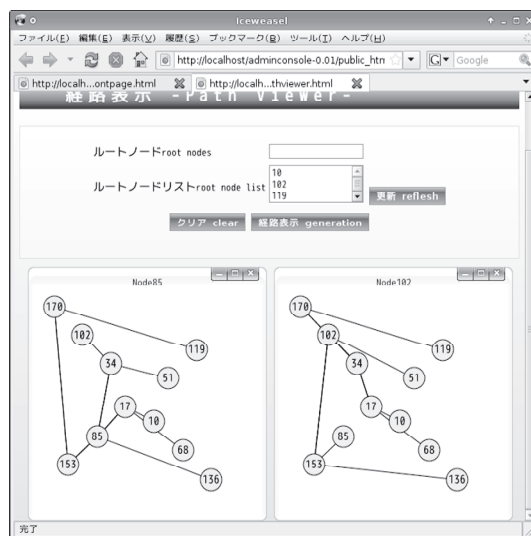 Iceweasel
ファイル(F) 編集(E) 表示(V) 履歴(S) ブックマーク(B) ツール(T) ヘルプ(H)
http://localhost/adminconsole-0.01/public_htn
G Google
http://localh...ontpage.html http://localh...thviewer.html
経路表示 -Path Viewer-
ルートノードroot nodes
ルートノードリストroot node list
10
102
119
更新 reflesh
クリア clear 経路表示 generation
Node85
170
102
119
34
51
17
10
85
68
153
136
Node102
170
102
119
34
51
17
10
85
68
153
136
完了